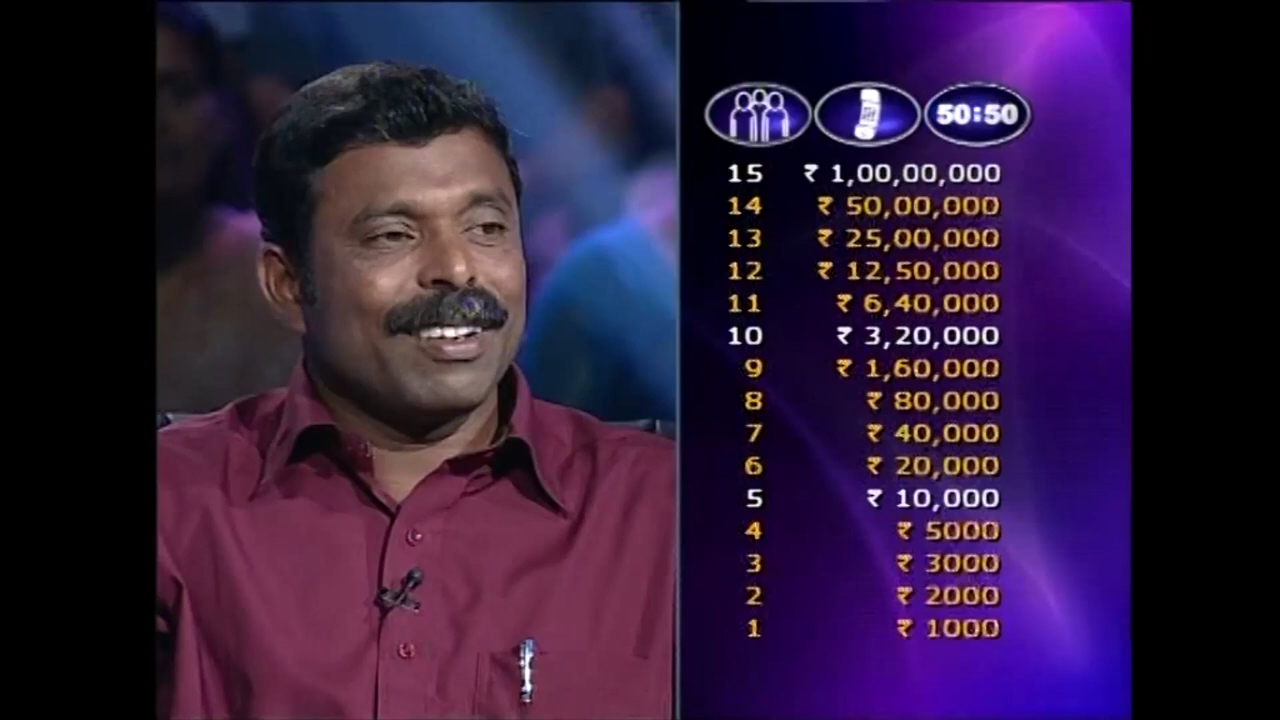 50:50
15 ₹ 1,00,00,000
14 ₹ 50,00,000
13 ₹ 25,00,000
12 ₹ 12,50,000
11 ₹ 6,40,000
10 ₹ 3,20,000
9 ₹ 1,60,000
8 ₹ 80,000
7 ₹ 40,000
6 ₹ 20,000
5 ₹ 10,000
4 ₹ 5000
3 ₹ 3000
2 ₹ 2000
1 ₹ 1000